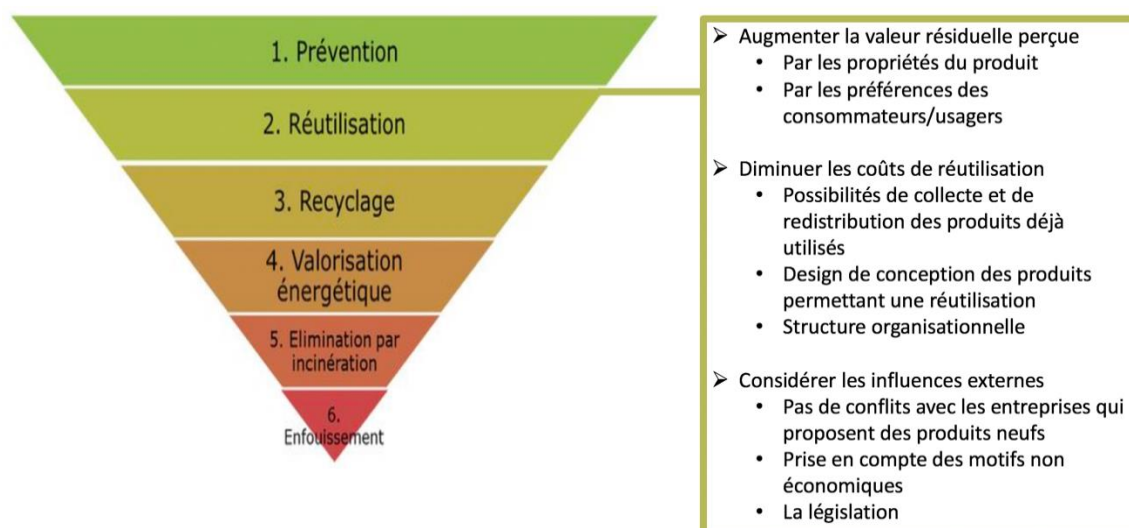 1. Prévention
2. Réutilisation
3. Recyclage
4. Valorisation
énergétique
5. Elimination par
incinération
6.
Enfouissement
➢ Augmenter la valeur résiduelle perçue
• Par les propriétés du produit
• Par les préférences des
consommateurs/usagers
➢ Diminuer les coûts de réutilisation
• Possibilités de collecte et de
redistribution des produits déjà
utilisés
• Design de conception des produits
permettant une réutilisation
• Structure organisationnelle
➢ Considérer les influences externes
• Pas de conflits avec les entreprises qui
proposent des produits neufs
• Prise en compte des motifs non
économiques
• La législation